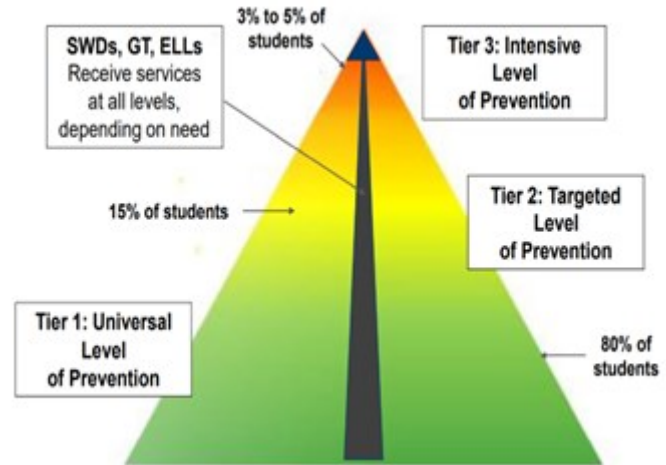 SWDs, GT, ELLs
Receive services
at all levels,
depending on need
3% to 5% of
students
Tier 3: Intensive
Level
of Prevention
15% of students
Tier 2: Targeted
Level
of Prevention
Tier 1: Universal
Level
of Prevention
80% of
students